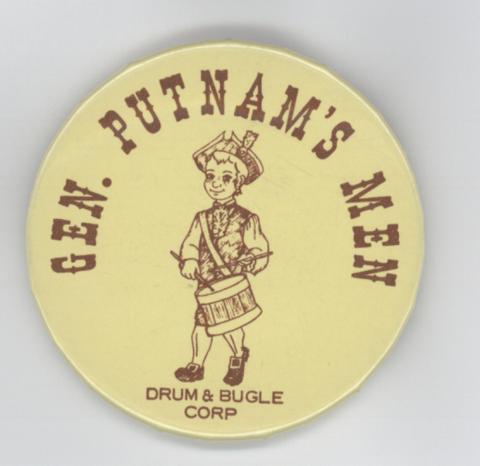 GEN. PUTNAM'S MEN
DRUM & BUGLE
CORP